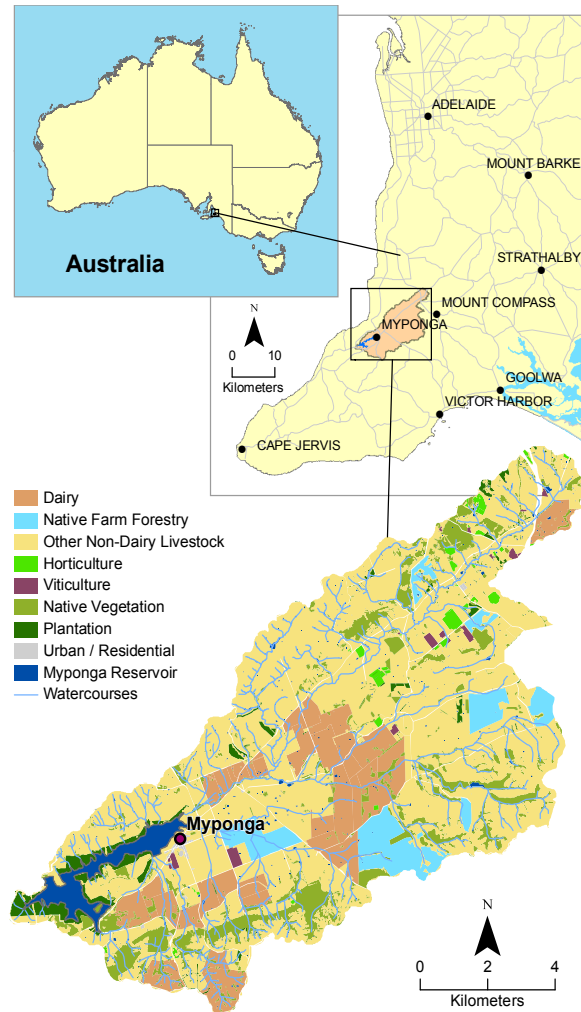 Australia
ADELAIDE
MOUNT BARKE
STRATHALBY
MOUNT COMPASS
MYPONGA
GOOLWA
VICTOR HARBOR
CAPE JERVIS
N
0 10
Kilometers
Dairy
Native Farm Forestry
Other Non-Dairy Livestock
Horticulture
Viticulture
Native Vegetation
Plantation
Urban / Residential
Myponga Reservoir
Watercourses
Myponga
N
0 2 4
Kilometers